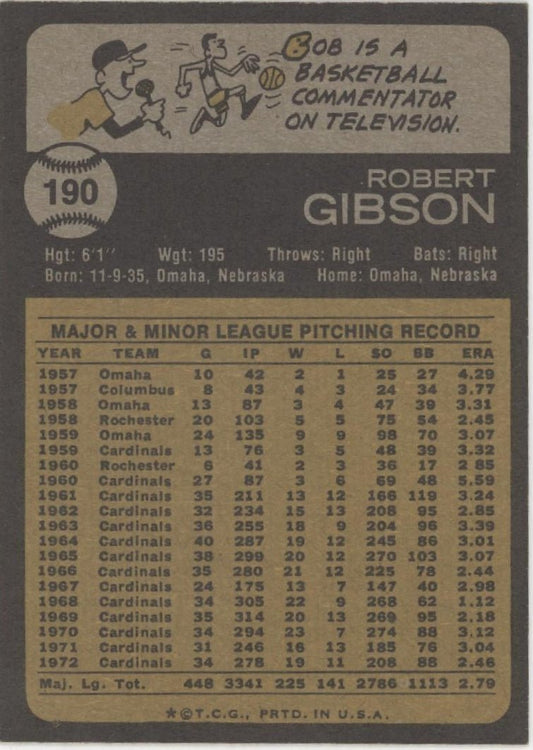 BOB IS A
BASKETBALL
COMMENTATOR
ON TELEVISION.
190
ROBERT
GIBSON
Hgt: 6'1" Wgt: 195 Throws: Right Bats: Right
Born: 11-9-35, Omaha, Nebraska Home: Omaha, Nebraska
MAJOR & MINOR LEAGUE PITCHING RECORD
YEAR TEAM G IP W L SO BB ERA
1957 Omaha 10 42 2 1 25 27 4.29
1957 Columbus 8 43 4 3 24 34 3.77
1958 Omaha 13 87 3 4 47 39 3.31
1958 Rochester 20 103 5 5 75 54 2.45
1959 Omaha 24 135 9 9 98 70 3.07
1959 Cardinals 13 76 3 5 48 39 3.32
1960 Rochester 6 41 2 3 36 17 2 85
1960 Cardinals 27 87 3 6 69 48 5.59
1961 Cardinals 35 211 13 12 166 119 3.24
1962 Cardinals 32 234 15 13 208 95 2.85
1963 Cardinals 36 255 18 9 204 96 3.39
1964 Cardinals 40 287 19 12 245 86 3.01
1965 Cardinals 38 299 20 12 270 103 3.07
1966 Cardinals 35 280 21 12 225 78 2.44
1967 Cardinals 24 175 13 7 147 40 2.98
1968 Cardinals 34 305 22 9 268 62 1.12
1969 Cardinals 35 314 20 13 269 95 2.18
1970 Cardinals 34 294 23 7 274 88 3.12
1971 Cardinals 31 246 16 13 185 76 3.04
1972 Cardinals 34 278 19 11 208 88 2.46
Maj. Lg. Tot. 448 3341 225 141 2786 1113 2.79
*©T.C.G., PRTD. IN U.S.A.